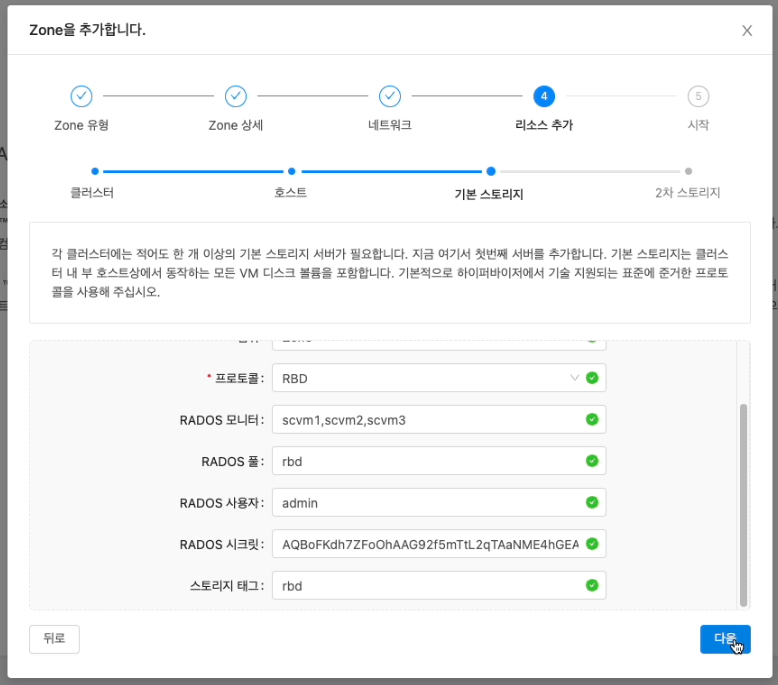 Zone을 추가합니다.
4
5
Zone 유형
Zone 상세
네트워크
리소스 추가
시작
클러스터
호스트
기본 스토리지
2차 스토리지
각 클러스터에는 적어도 한 개 이상의 기본 스토리지 서버가 필요합니다. 지금 여기서 첫번째 서버를 추가합니다. 기본 스토리지는 클러스
터 내 부 호스트상에서 동작하는 모든 VM 디스크 볼륨을 포함합니다. 기본적으로 하이퍼바이저에서 기술 지원되는 표준에 준거한 프로토
콜을 사용해 주십시오.
* 프로토콜: RBD
RADOS 모니터: scvm1,scvm2,scvm3
RADOS 풀: rbd
RADOS 사용자: admin
RADOS 시크릿: AQBoFKdh7ZFoOhAAG92f5mTtL2qTAaNME4hGEA
스토리지 태그: rbd
뒤로
다음